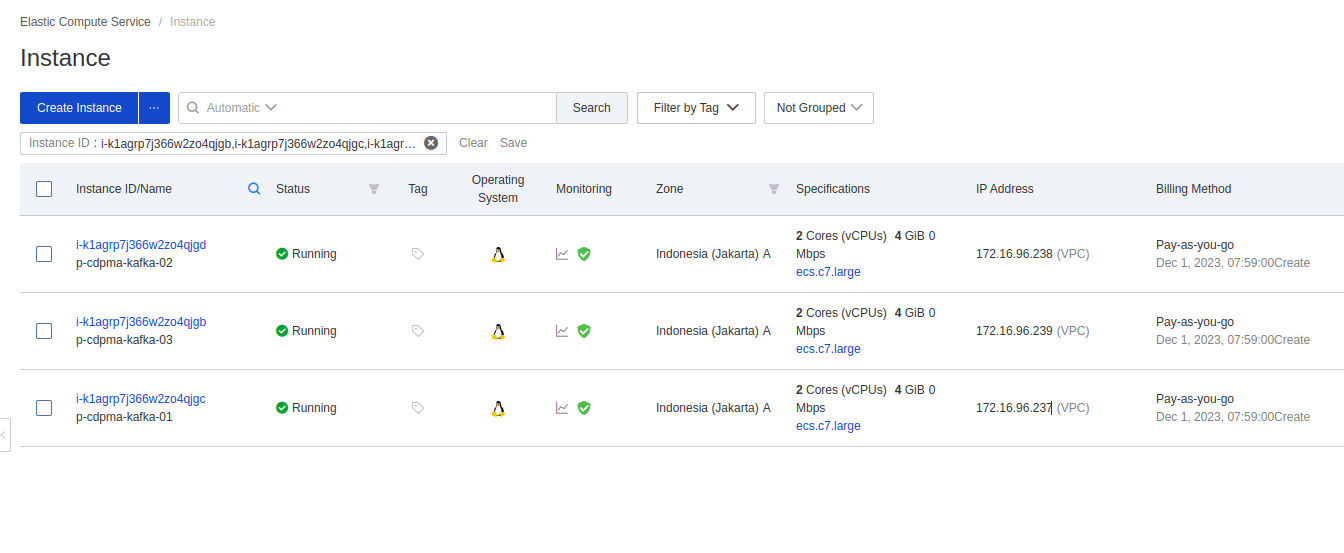 Elastic Compute Service / Instance
Instance
Create Instance ... Automatic Search Filter by Tag Not Grouped
Instance ID : i-k1agrp7j366w2zo4qjgb,i-k1agrp7j366w2zo4qjgc,i-k1agr… Clear Save
Instance ID/Name Status Tag Operating System Monitoring Zone Specifications IP Address Billing Method
i-k1agrp7j366w2zo4qjgd
p-cdpma-kafka-02
Running
Indonesia (Jakarta) A
2 Cores (vCPUs) 4 GiB 0
Mbps
ecs.c7.large
172.16.96.238 (VPC)
Pay-as-you-go
Dec 1, 2023, 07:59:00Create
i-k1agrp7j366w2zo4qjgb
p-cdpma-kafka-03
Running
Indonesia (Jakarta) A
2 Cores (vCPUs) 4 GiB 0
Mbps
ecs.c7.large
172.16.96.239 (VPC)
Pay-as-you-go
Dec 1, 2023, 07:59:00Create
i-k1agrp7j366w2zo4qjgc
p-cdpma-kafka-01
Running
Indonesia (Jakarta) A
2 Cores (vCPUs) 4 GiB 0
Mbps
ecs.c7.large
172.16.96.237 (VPC)
Pay-as-you-go
Dec 1, 2023, 07:59:00Create